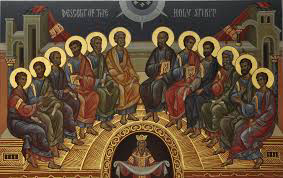 DESCENT OF THE HOLY SPIRIT